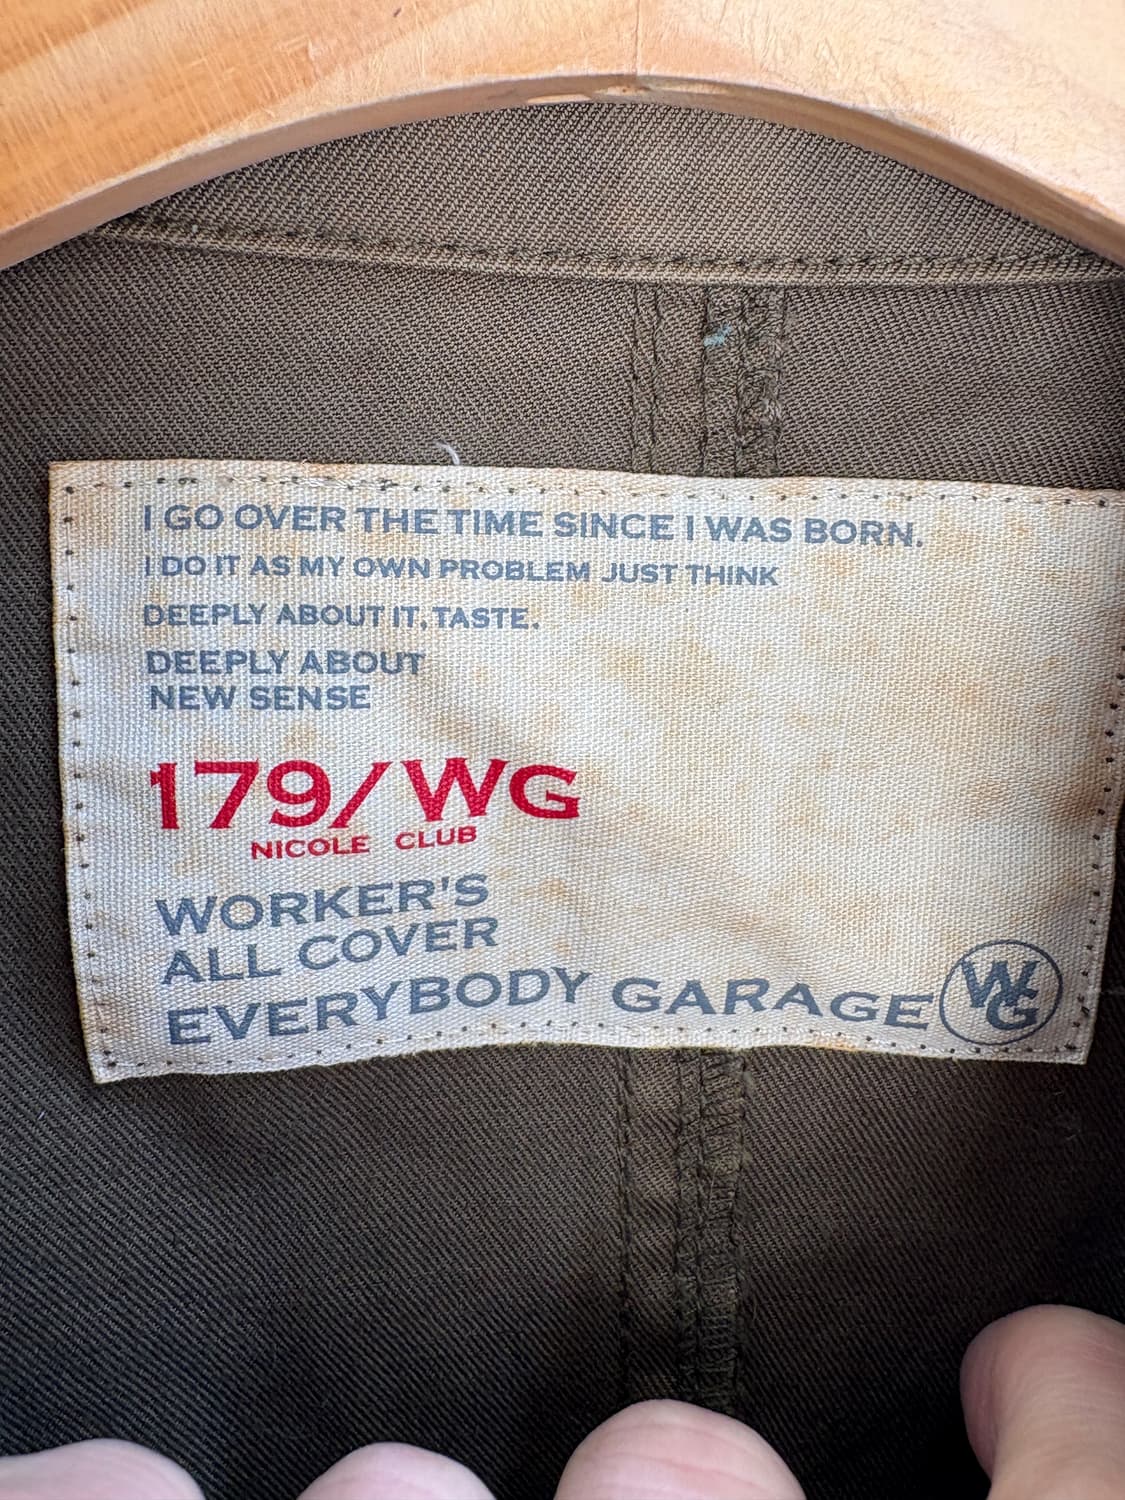 I GO OVER THE TIME SINCE I WAS BORN.
I DO IT AS MY OWN PROBLEM JUST THINK
DEEPLY ABOUT IT, TASTE.
DEEPLY ABOUT
NEW SENSE
179/WG
NICOLE CLUB
WORKER'S
ALL COVER
EVERYBODY GARAGE
WG